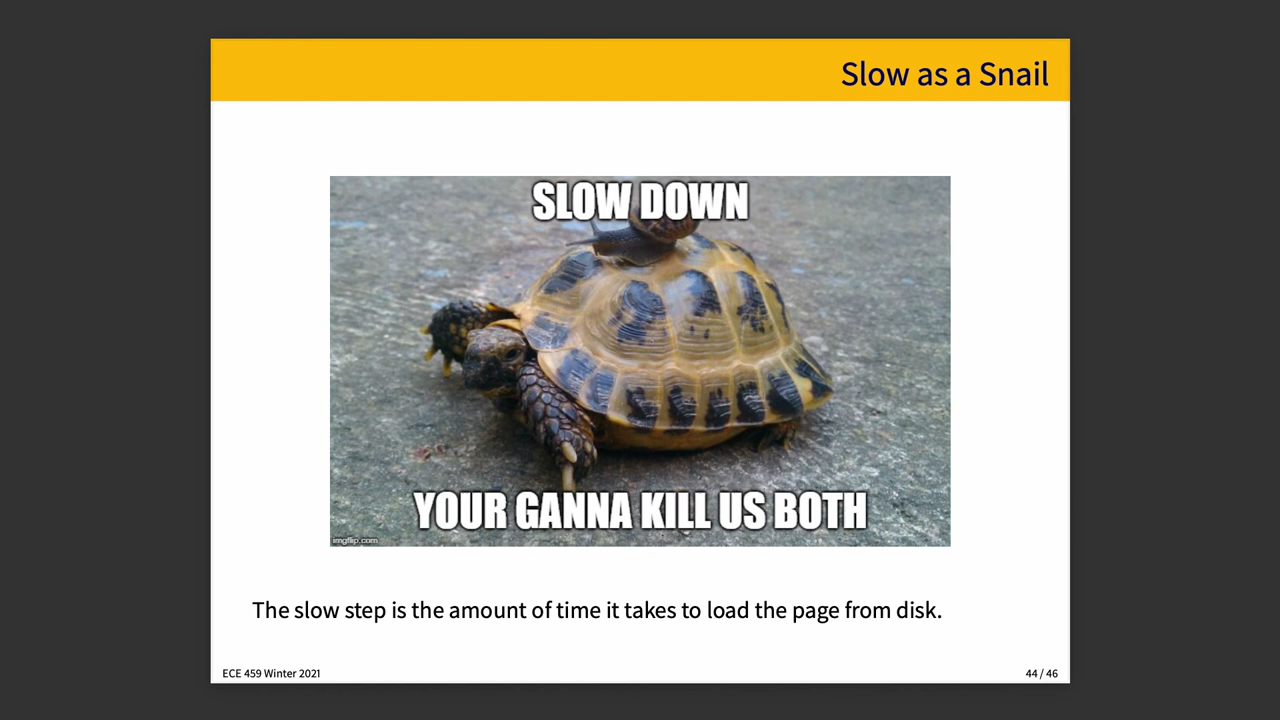 Slow as a Snail
SLOW DOWN
YOUR GANNA KILL US BOTH
imgflip.com
The slow step is the amount of time it takes to load the page from disk.
ECE 459 Winter 2021
44 / 46